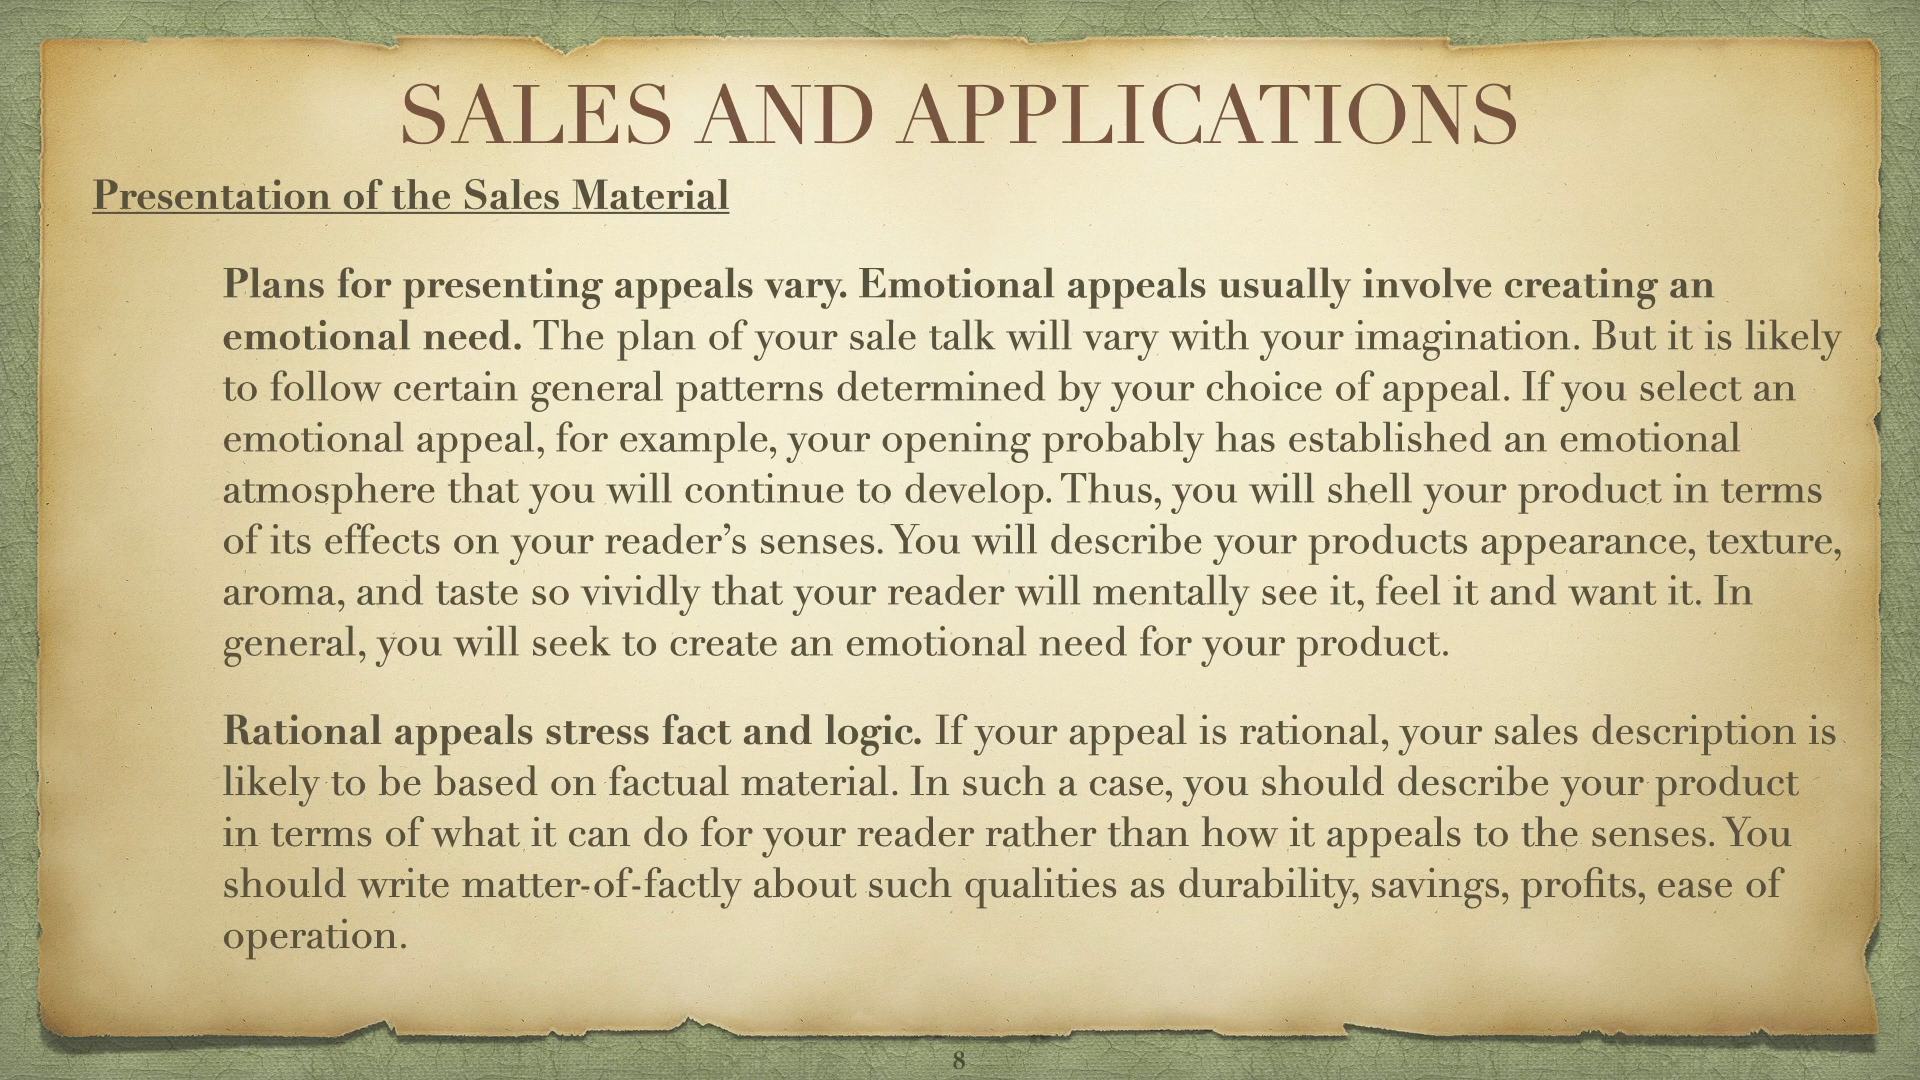 SALES AND APPLICATIONS
Presentation of the Sales Material
Plans for presenting appeals vary. Emotional appeals usually involve creating an
emotional need. The plan of your sale talk will vary with your imagination. But it is likely
to follow certain general patterns determined by your choice of appeal. If you select an
emotional appeal, for example, your opening probably has established an emotional
atmosphere that you will continue to develop. Thus, you will shell your product in terms
of its effects on your reader’s senses. You will describe your products appearance, texture,
aroma, and taste so vividly that your reader will mentally see it, feel it and want it. In
general, you will seek to create an emotional need for your product.
Rational appeals stress fact and logic. If your appeal is rational, your sales description is
likely to be based on factual material. In such a case, you should describe your product
in terms of what it can do for your reader rather than how it appeals to the senses. You
should write matter-of-factly about such qualities as durability, savings, profits, ease of
operation.
8